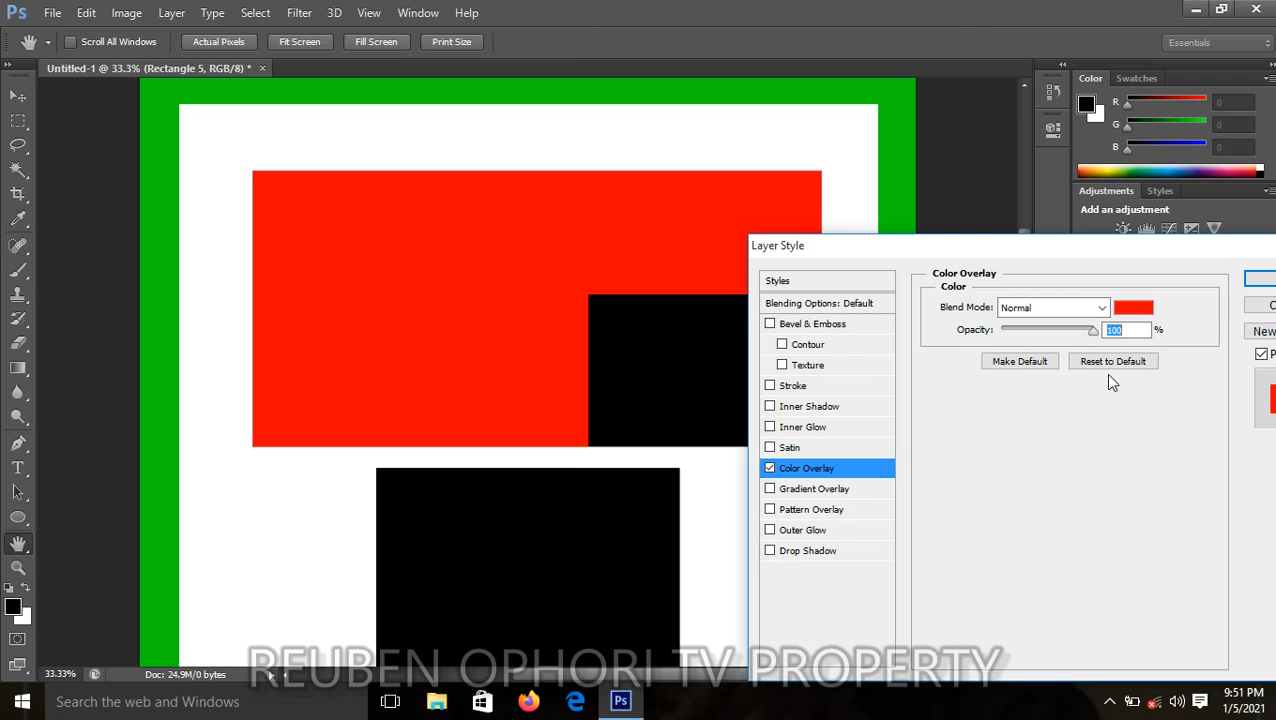 Ps File Edit Image Layer Type Select Filter 3D View Window Help
Scroll All Windows Actual Pixels Fit Screen Fill Screen Print Size Essentials
Untitled-1 @ 33.3% (Rectangle 5, RGB/8) * ×
Color Swatches
R 0
G 0
B 0
Adjustments Styles
Add an adjustment
Layer Style
Styles
Blending Options: Default
Bevel & Emboss
Contour
Texture
Stroke
Inner Shadow
Inner Glow
Satin
Color Overlay
Gradient Overlay
Pattern Overlay
Outer Glow
Drop Shadow
Color Overlay
Color
Blend Mode: Normal
Opacity: 100 %
Make Default Reset to Default
New
33.33% Doc: 24.9M/0 bytes
REUBEN OPHORI TV PROPERTY
Search the web and Windows
9:51 PM
1/5/2021